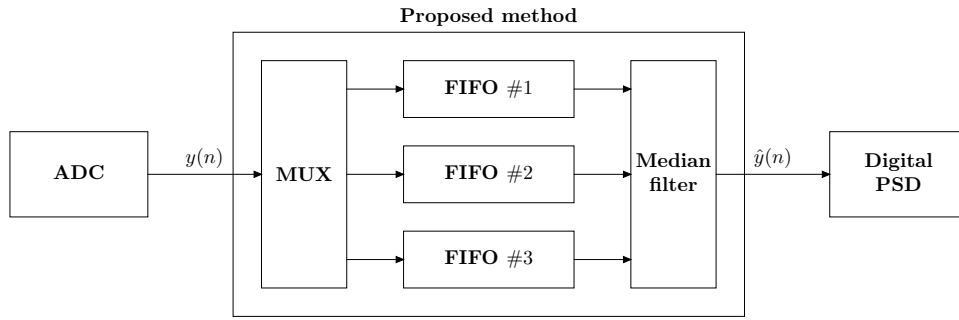 Proposed method
ADC
y(n)
MUX
FIFO #1
FIFO #2
FIFO #3
Median
filter
ŷ(n)
Digital
PSD